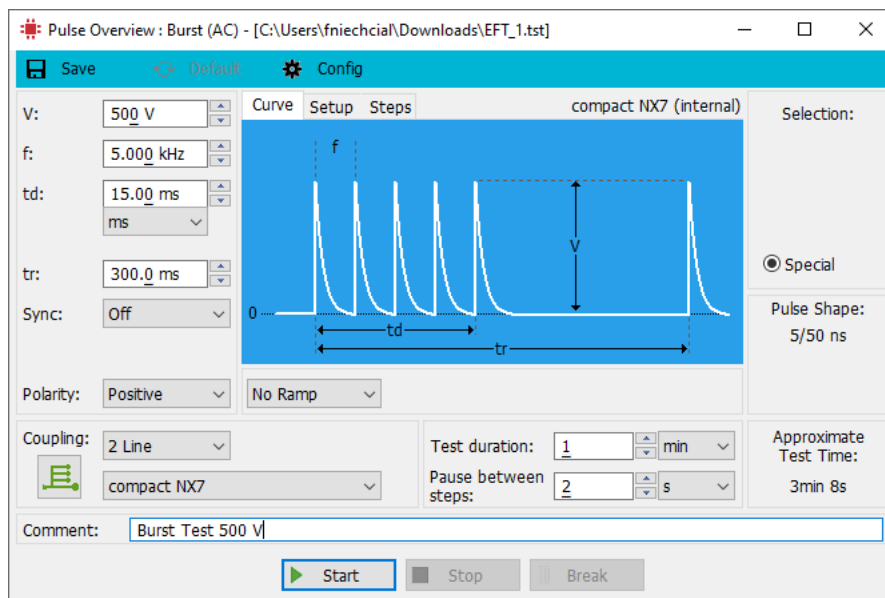 Pulse Overview : Burst (AC) - [C:\Users\fniechcial\Downloads\EFT_1.tst]
Save Default Config
V: 500 V
f: 5.000 kHz
td: 15.00 ms
ms
tr: 300.0 ms
Sync: Off
Polarity: Positive
Curve Setup Steps compact NX7 (internal)
f
V
0
td
tr
No Ramp
Selection:
Special
Pulse Shape:
5/50 ns
Coupling: 2 Line
compact NX7
Test duration: 1 min
Pause between
steps: 2 s
Approximate
Test Time:
3min 8s
Comment: Burst Test 500 V
Start Stop Break